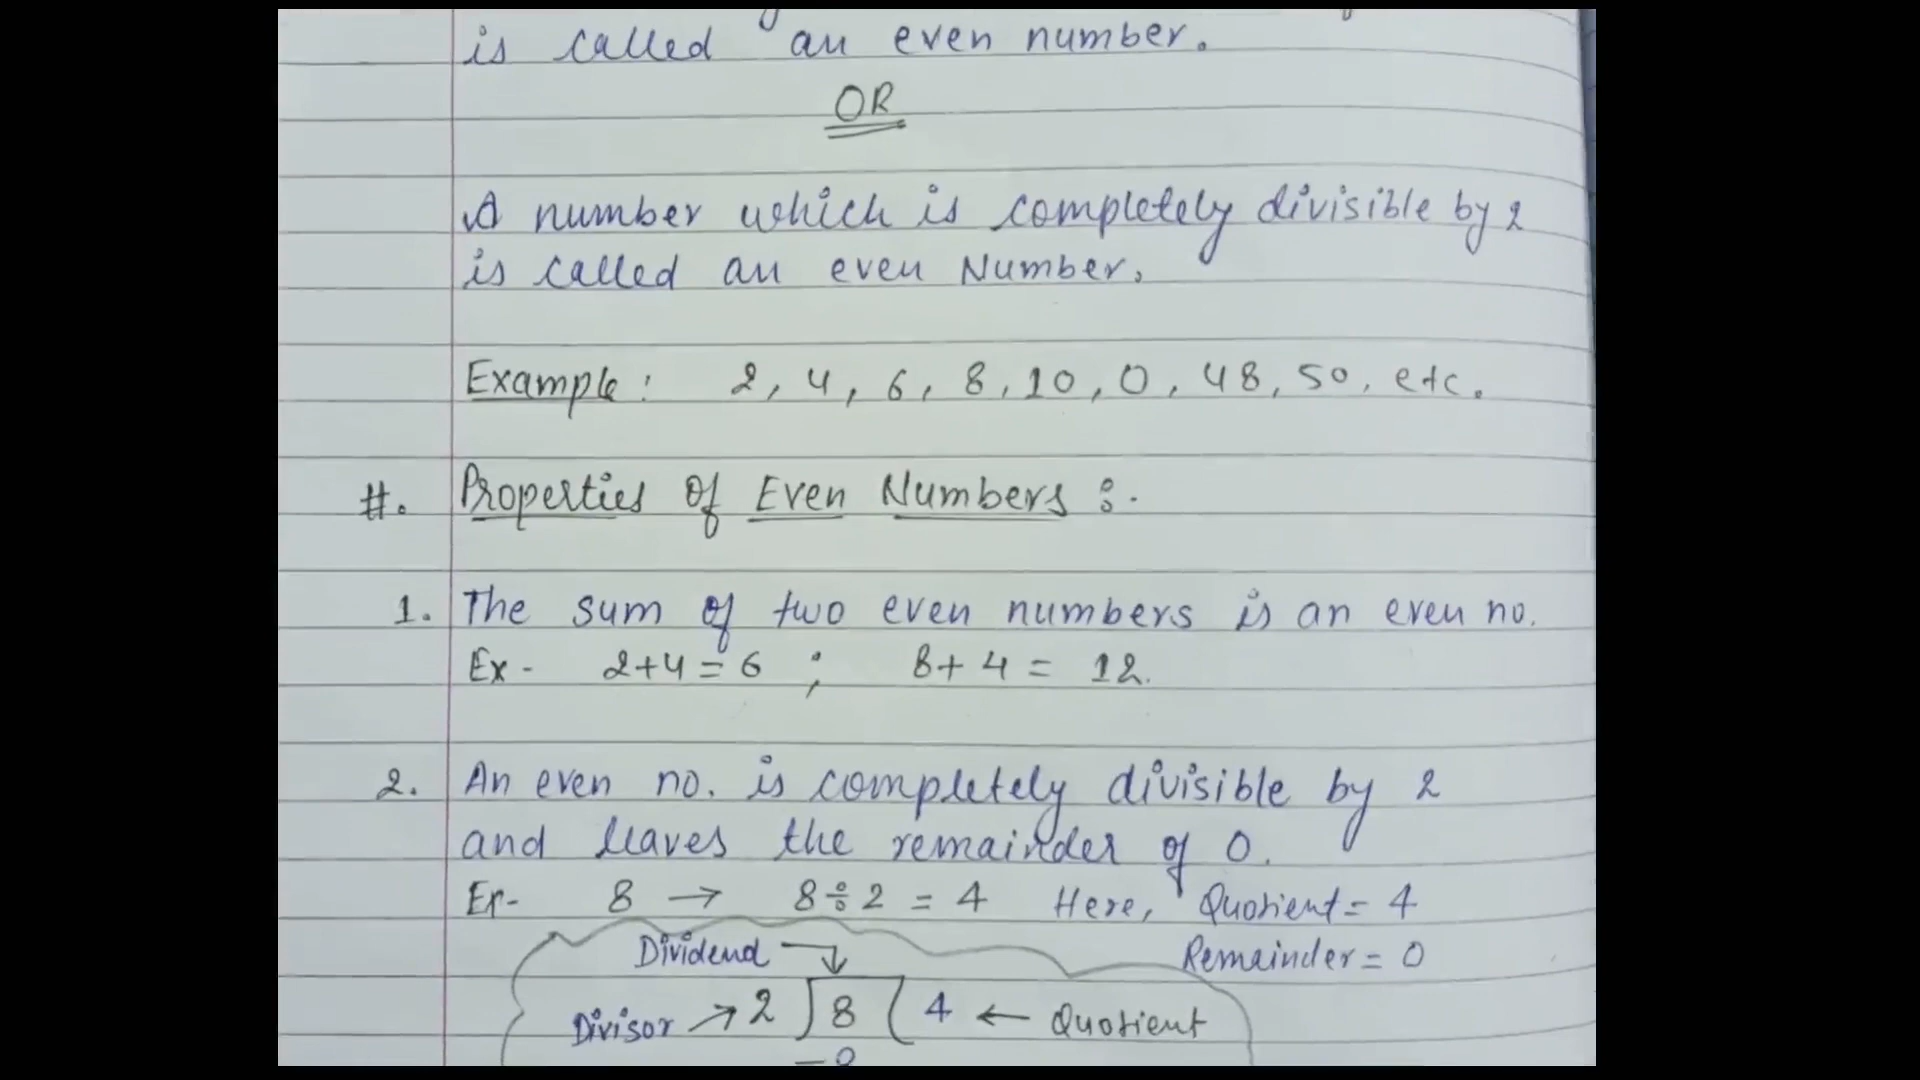 is called an even number.
OR
A number which is completely divisible by 2
is called an even Number.
Example: 2, 4, 6, 8, 10, 0, 48, 50, etc.
#. Properties of Even Numbers :-
1. The sum of two even numbers is an even no.
Ex - 2+4=6 ; 8+4 = 12.
2. An even no. is completely divisible by 2
and leaves the remainder of 0.
Ex- 8 → 8÷2 = 4 Here, Quotient = 4
Remainder = 0
Dividend
Divisor → 2 ) 8 ( 4 ← Quotient